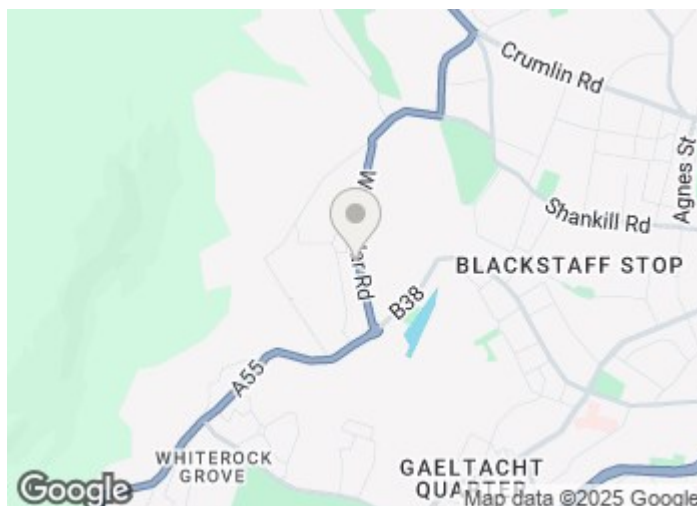 Crumlin Rd
Agnes St
Shankill Rd
BLACKSTAFF STOP
B38
A55
WHITEROCK
GROVE
GAELTACHT
Google
Map data ©2025 Google